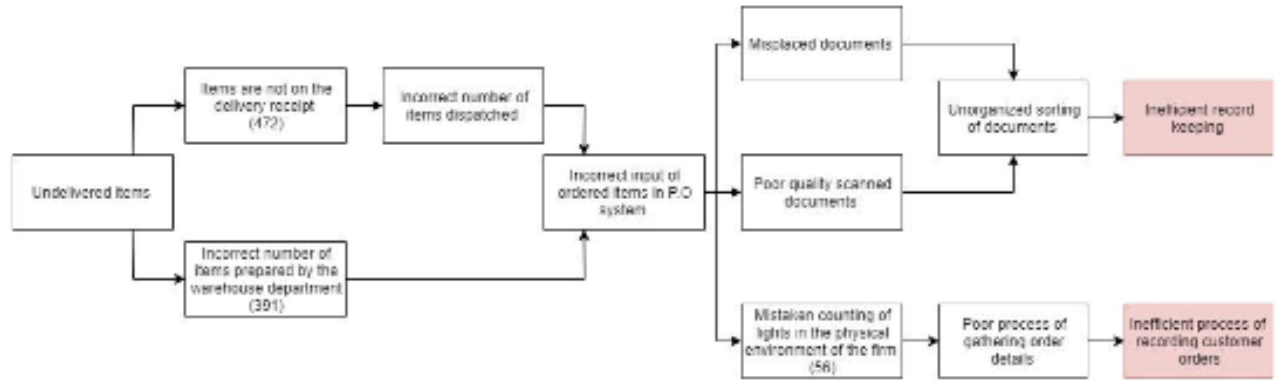 Undelivered items
Items are not on the
delivery receipt
(472)
Incorrect number of
items prepared by the
warehouse department
(391)
Incorrect number of
items dispatched
Incorrect input of
ordered items in P.O
system
Misplaced documents
Poor quality scanned
documents
Mistaken counting of
lights in the physical
environment of the firm
(56)
Unorganized sorting
of documents
Poor process of
gathering order
details
Inefficient record
keeping
Inefficient process of
recording customer
orders